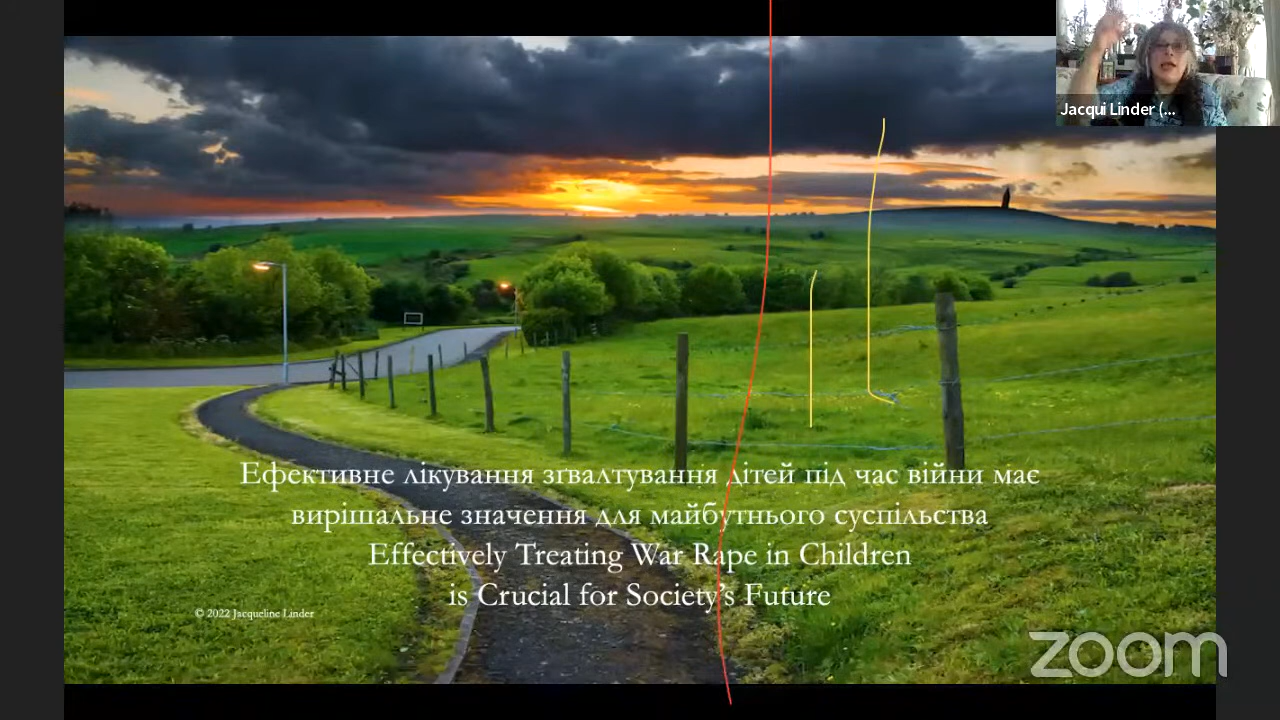 Jacqui Linder (...
Ефективне лікування зґвалтування дітей під час війни має
вирішальне значення для майбутнього суспільства
Effectively Treating War Rape in Children
is Crucial for Society's Future
© 2022 Jacqueline Linder
zoom